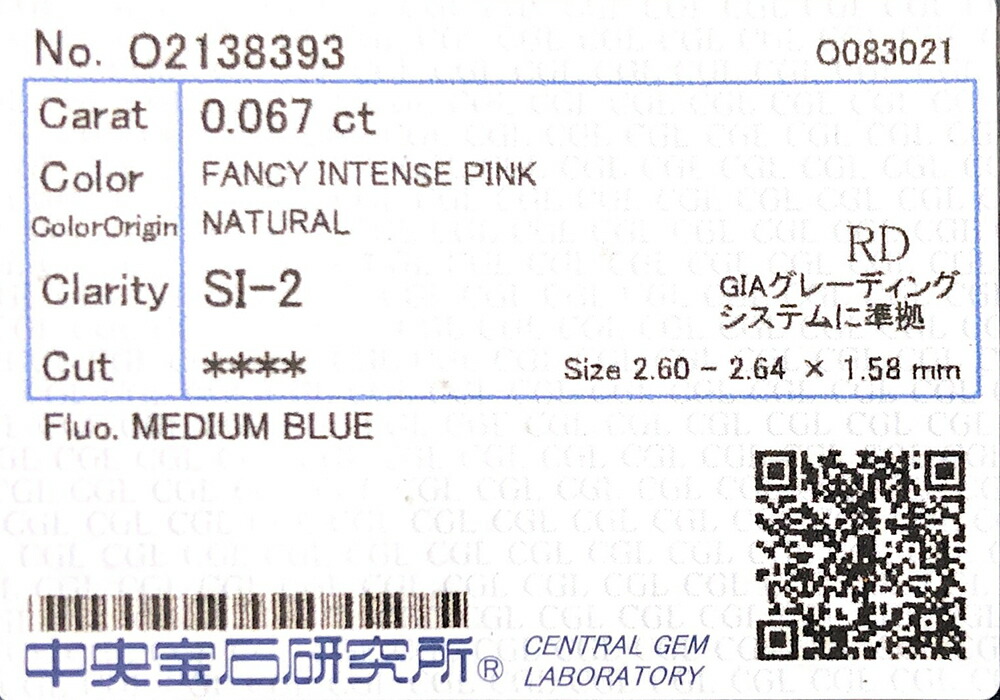 No. O2138393
O083021
Carat 0.067 ct
Color FANCY INTENSE PINK
ColorOrigin NATURAL
RD
Clarity SI-2
GIAグレーディング
システムに準拠
Cut ****
Size 2.60 - 2.64 × 1.58 mm
Fluo. MEDIUM BLUE
中央宝石研究所®
CENTRAL GEM
LABORATORY